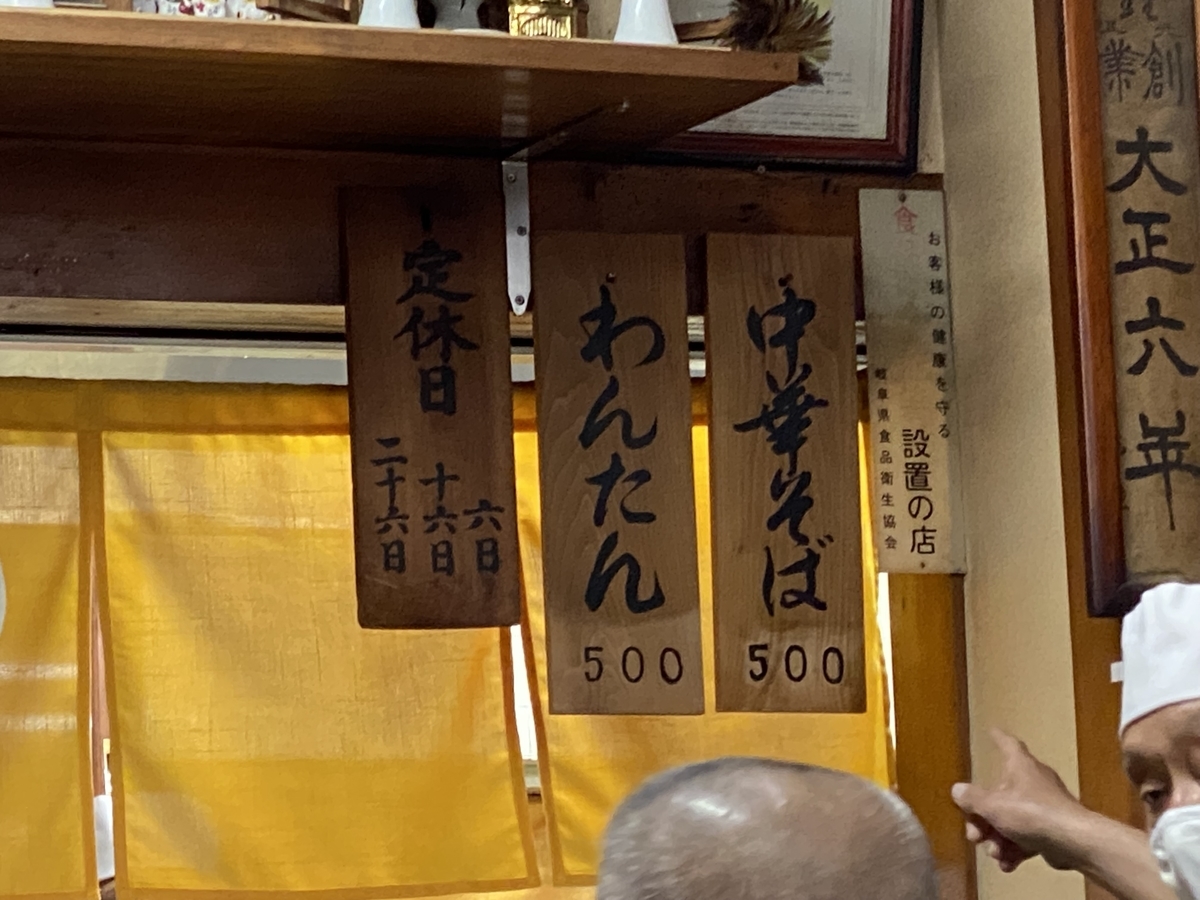 創業
大正六年
食
お客様の健康を守る
設置の店
岐阜県食品衛生協会
中華そば
500
わんたん
500
定休日
六日
十六日
二十六日